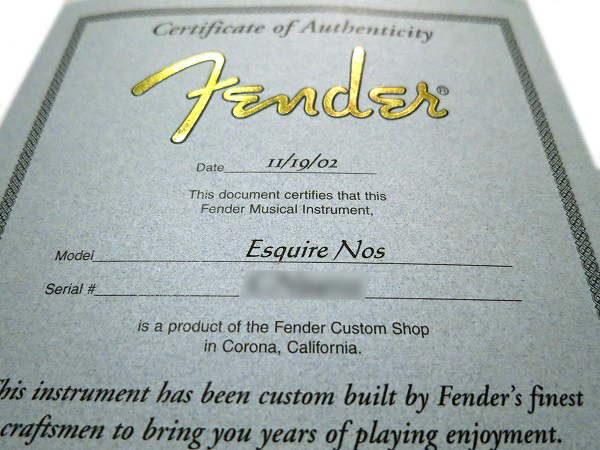 Certificate of Authenticity
Fender®
Date 11/19/02
This document certifies that this
Fender Musical Instrument,
Model Esquire Nos
Serial #
is a product of the Fender Custom Shop
in Corona, California.
This instrument has been custom built by Fender's finest
craftsmen to bring you years of playing enjoyment.